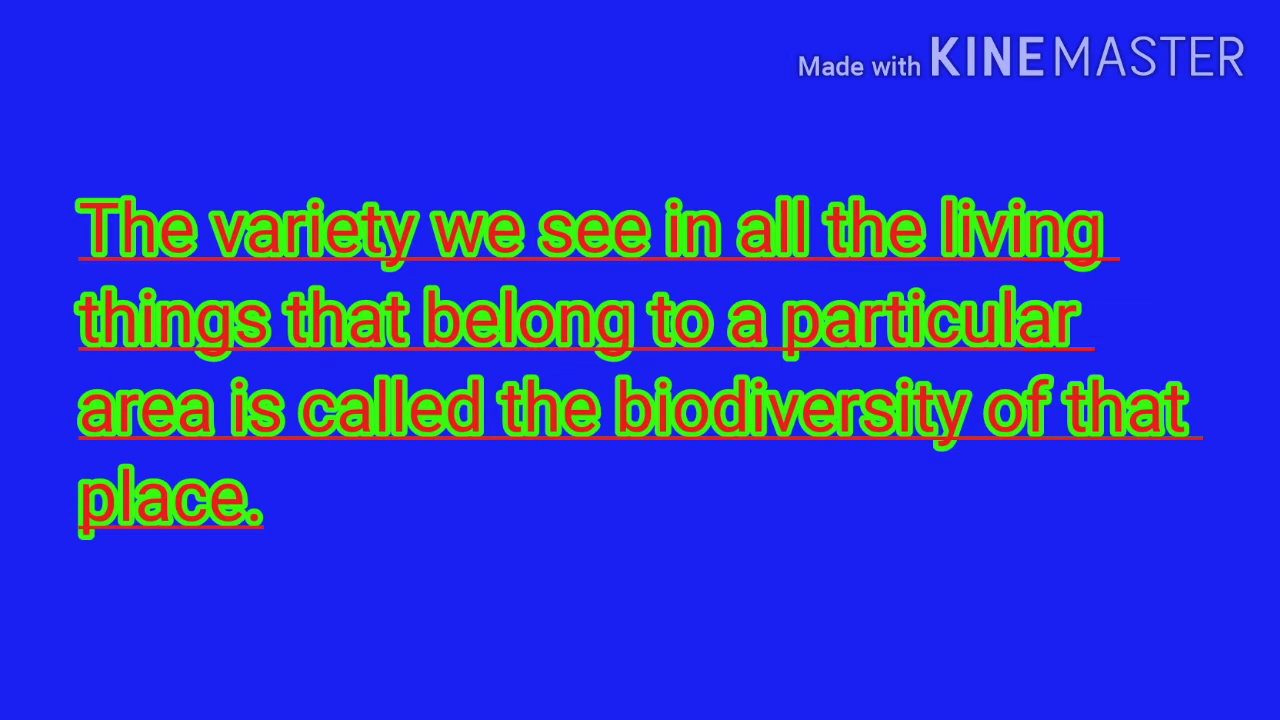 Made with KINEMASTER
The variety we see in all the living
things that belong to a particular
area is called the biodiversity of that
place.